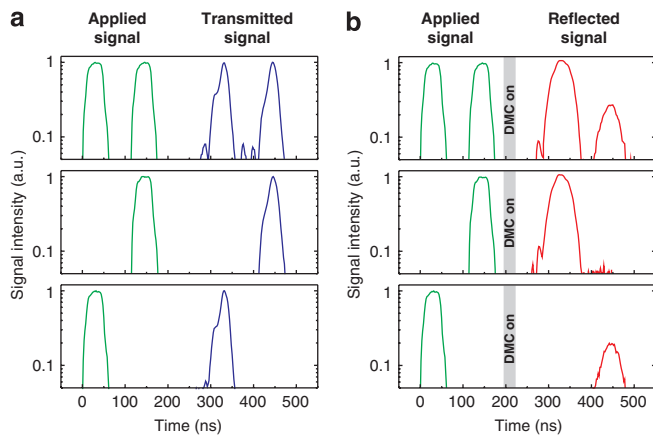 a
Applied signal
Transmitted signal
b
Applied signal
Reflected signal
1
0.1
1
0.1
1
0.1
Signal intensity (a.u.)
0 100 200 300 400 500
Time (ns)
1
0.1
1
0.1
1
0.1
Signal intensity (a.u.)
DMC on
DMC on
DMC on
0 100 200 300 400 500
Time (ns)